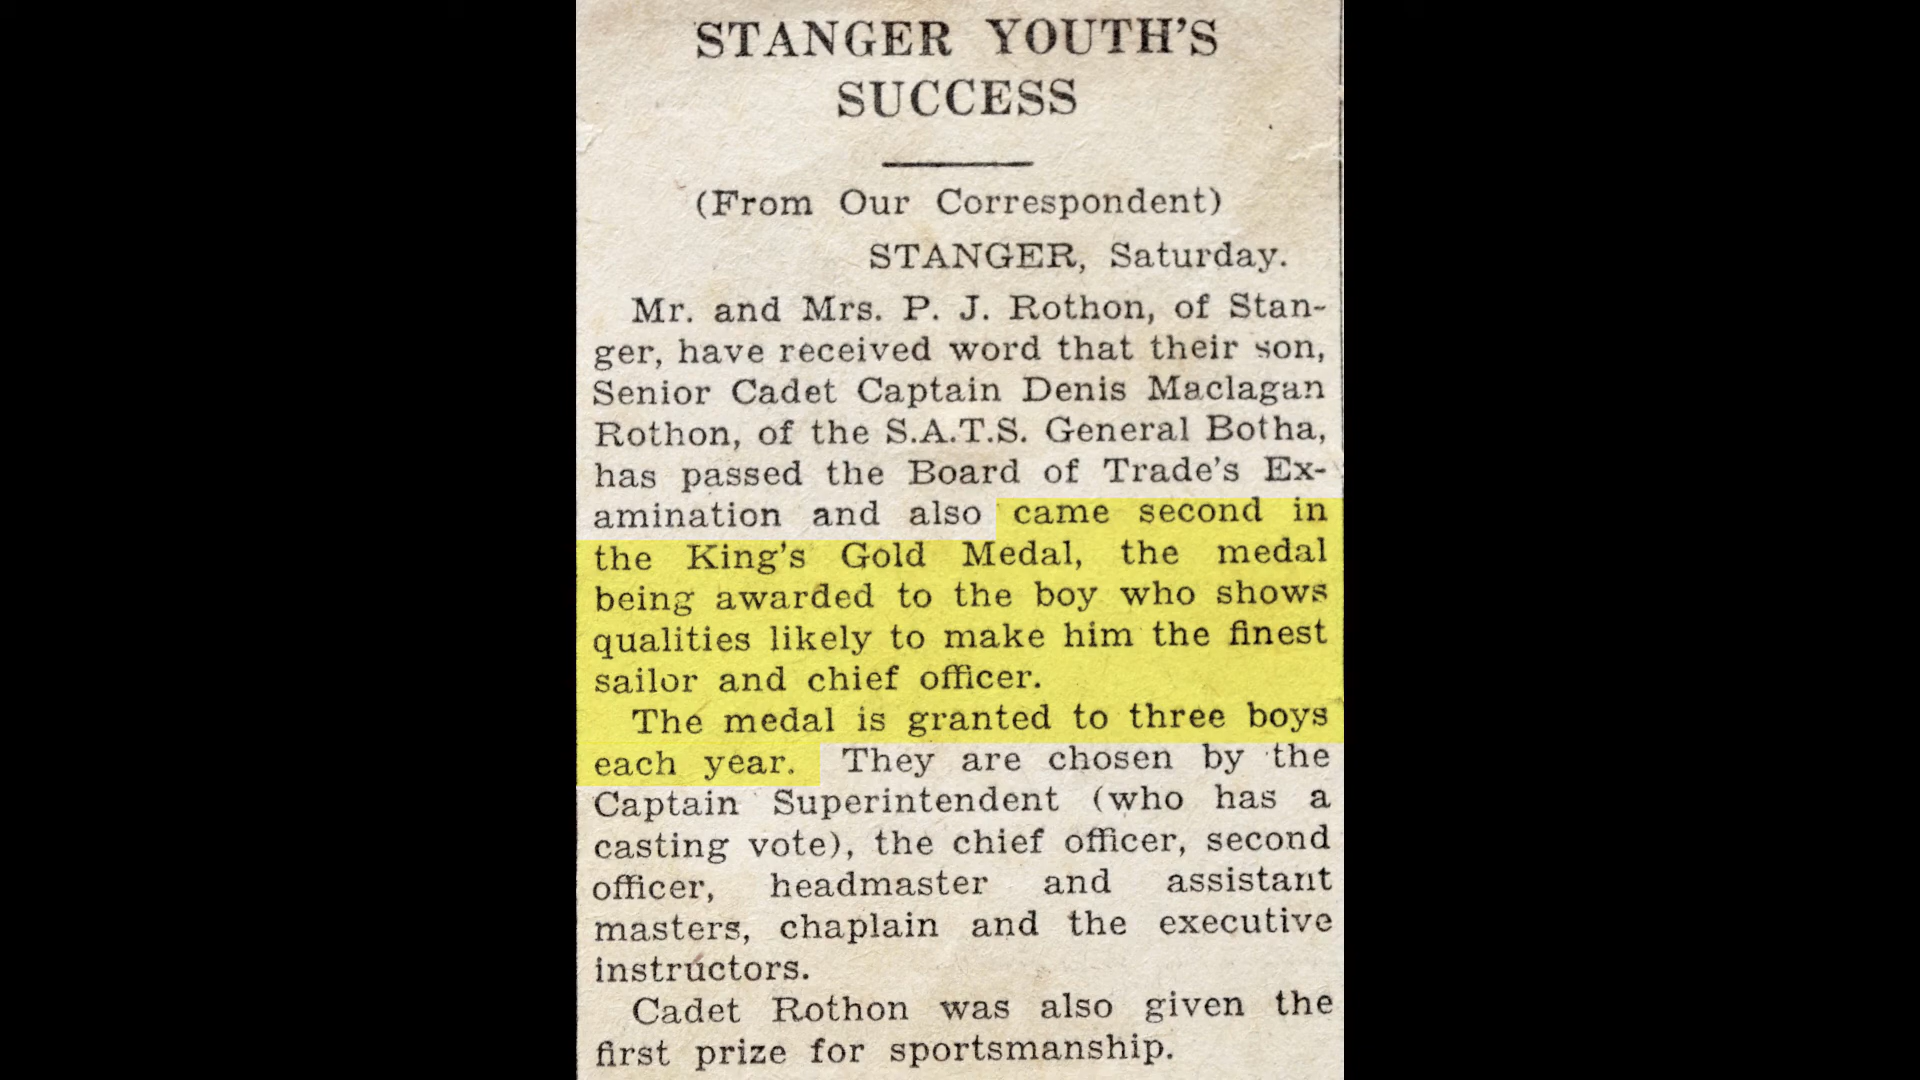 STANGER YOUTH'S
SUCCESS
(From Our Correspondent)
STANGER, Saturday.
Mr. and Mrs. P. J. Rothon, of Stan-
ger, have received word that their son,
Senior Cadet Captain Denis Maclagan
Rothon, of the S.A.T.S. General Botha,
has passed the Board of Trade's Ex-
amination and also came second in
the King's Gold Medal, the medal
being awarded to the boy who shows
qualities likely to make him the finest
sailor and chief officer.
The medal is granted to three boys
each year. They are chosen by the
Captain Superintendent (who has a
casting vote), the chief officer, second
officer, headmaster and assistant
masters, chaplain and the executive
instructors.
Cadet Rothon was also given the
first prize for sportsmanship.